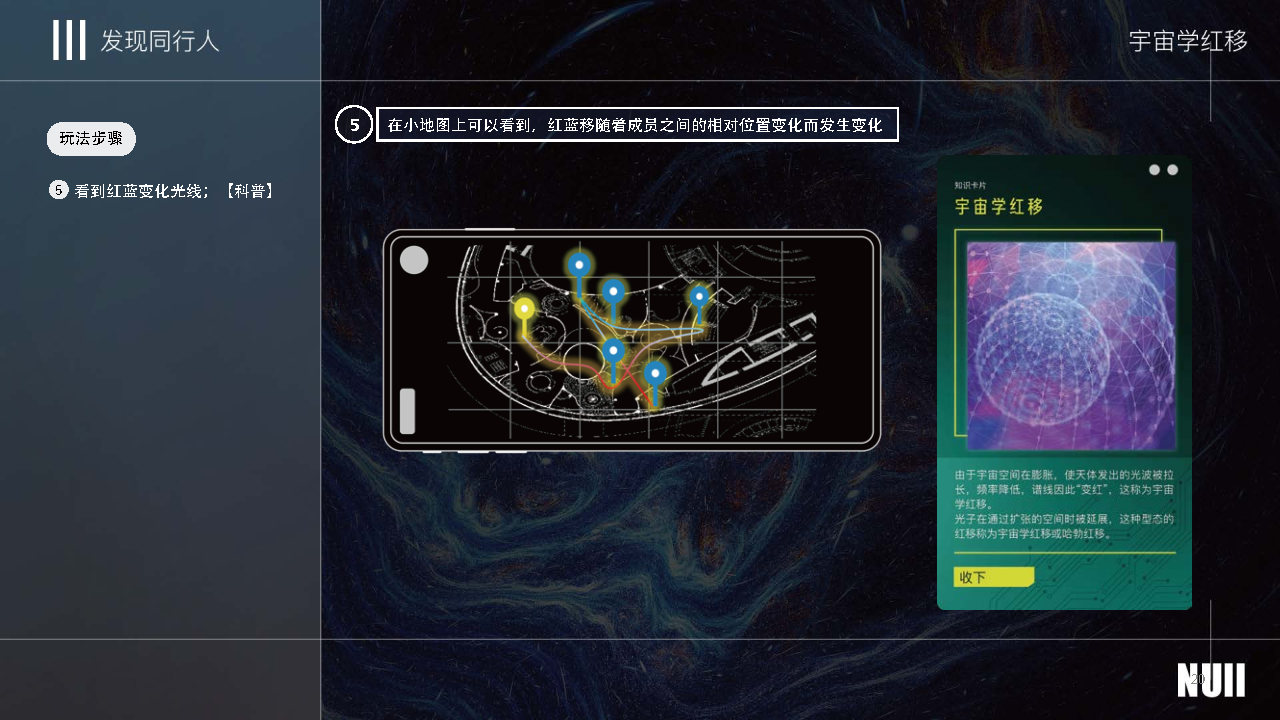 发现同行人
宇宙学红移
玩法步骤
5 看到红蓝变化光线；【科普】
5 在小地图上可以看到，红蓝移随着成员之间的相对位置变化而发生变化
知识卡片
宇宙学红移
由于宇宙空间在膨胀，使天体发出的光波被拉
长，频率降低，谱线因此“变红”，这称为宇宙
学红移。
光子在通过扩张的空间时被延展，这种型态的
红移称为宇宙学红移或哈勃红移。
收下
NUII
20